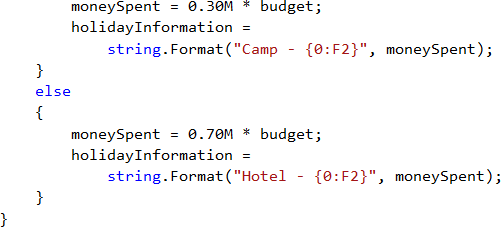 moneySpent = 0.30M * budget;
holidayInformation =
string.Format("Camp - {0:F2}", moneySpent);
}
else
{
moneySpent = 0.70M * budget;
holidayInformation =
string.Format("Hotel - {0:F2}", moneySpent);
}
}